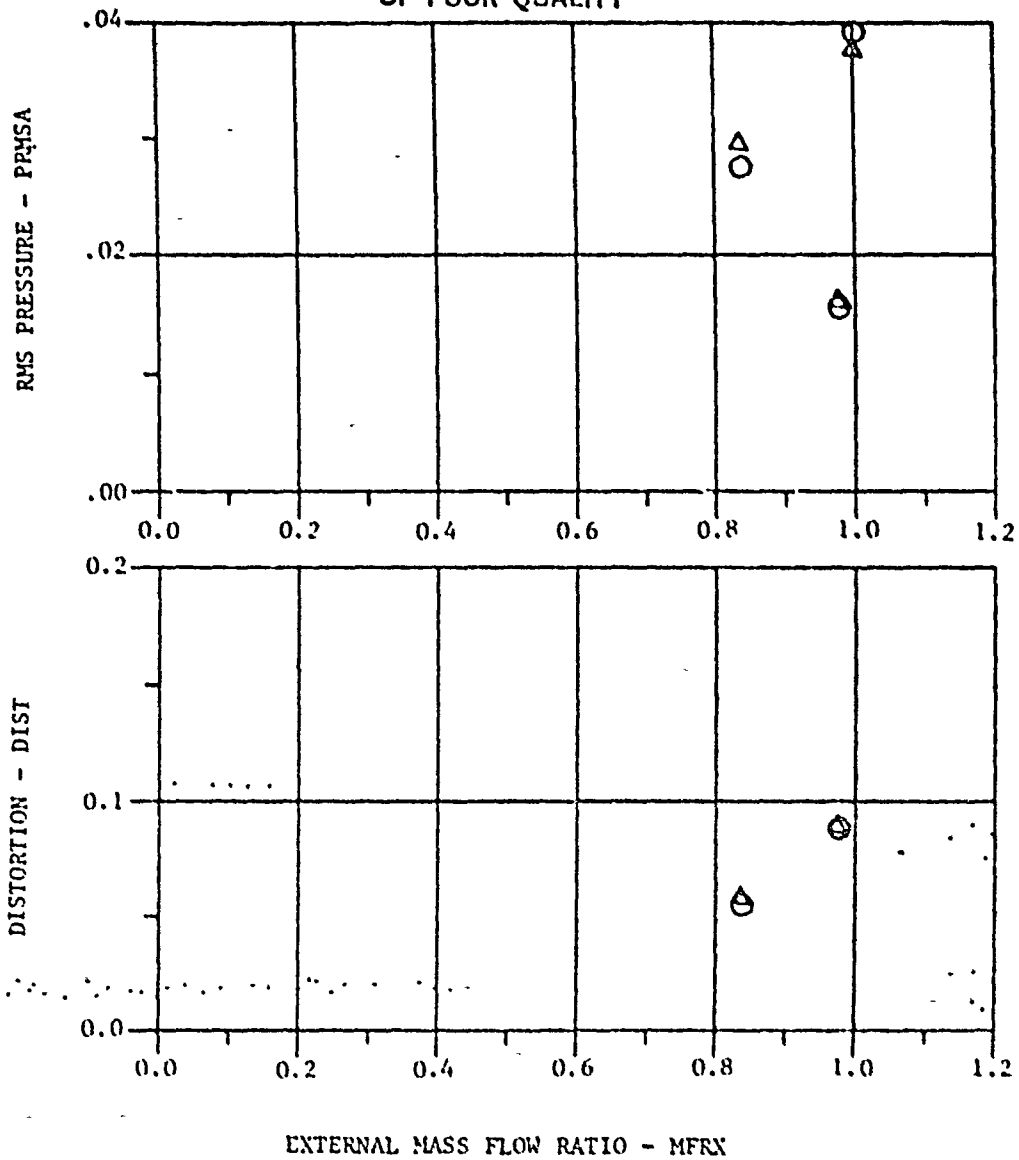 OF POOR QUALITY
.04
.02
.00
RMS PRESSURE - PRMSA
0.0 0.2 0.4 0.6 0.8 1.0 1.2
0.2
0.1
0.0
DISTORTION - DIST
0.0 0.2 0.4 0.6 0.8 1.0 1.2
EXTERNAL MASS FLOW RATIO - MFRX